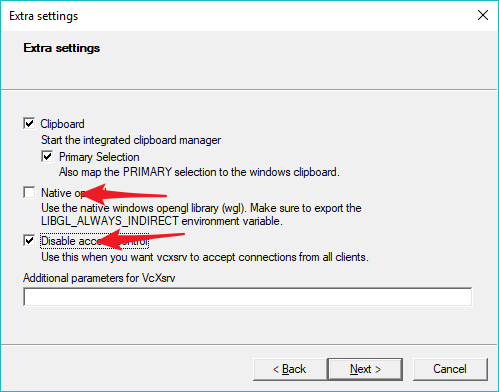 Extra settings
Extra settings
Clipboard
Start the integrated clipboard manager
Primary Selection
Also map the PRIMARY selection to the windows clipboard.
Native
Use the native windows opengl library (wgl). Make sure to export the
LIBGL_ALWAYS_INDIRECT environment variable.
Disable access control
Use this when you want vcxsrv to accept connections from all clients.
Additional parameters for VcXsrv
< Back
Next >
Cancel